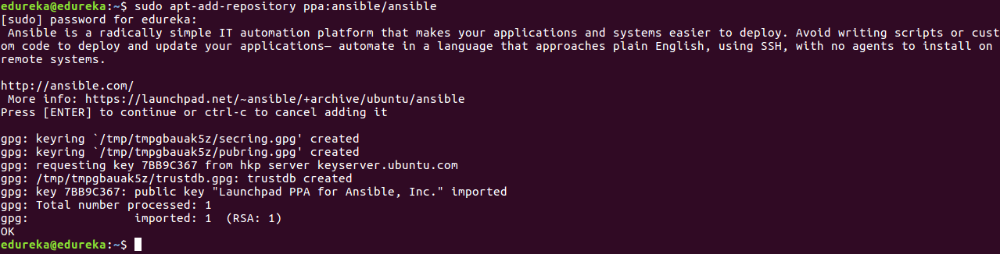 edureka@edureka:~$ sudo apt-add-repository ppa:ansible/ansible
[sudo] password for edureka:
 Ansible is a radically simple IT automation platform that makes your applications and systems easier to deploy. Avoid writing scripts or cust
om code to deploy and update your applications— automate in a language that approaches plain English, using SSH, with no agents to install on
remote systems.

http://ansible.com/
 More info: https://launchpad.net/~ansible/+archive/ubuntu/ansible
Press [ENTER] to continue or ctrl-c to cancel adding it

gpg: keyring `/tmp/tmpgbauak5z/secring.gpg' created
gpg: keyring `/tmp/tmpgbauak5z/pubring.gpg' created
gpg: requesting key 7BB9C367 from hkp server keyserver.ubuntu.com
gpg: /tmp/tmpgbauak5z/trustdb.gpg: trustdb created
gpg: key 7BB9C367: public key "Launchpad PPA for Ansible, Inc." imported
gpg: Total number processed: 1
gpg:               imported: 1  (RSA: 1)
OK
edureka@edureka:~$